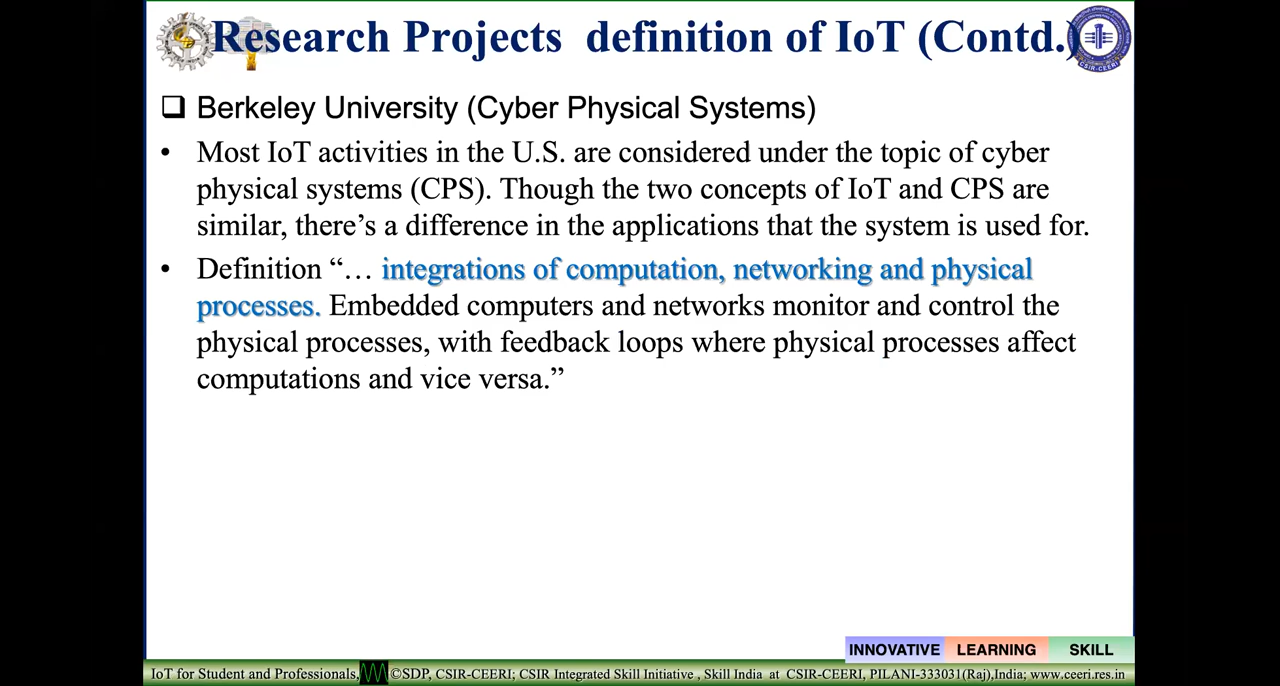 Research Projects definition of IoT (Contd.)
CSIR-CEERI
Berkeley University (Cyber Physical Systems)
• Most IoT activities in the U.S. are considered under the topic of cyber
physical systems (CPS). Though the two concepts of IoT and CPS are
similar, there’s a difference in the applications that the system is used for.
• Definition “… integrations of computation, networking and physical
processes. Embedded computers and networks monitor and control the
physical processes, with feedback loops where physical processes affect
computations and vice versa.”
INNOVATIVE LEARNING SKILL
IoT for Student and Professionals, ©SDP, CSIR-CEERI; CSIR Integrated Skill Initiative , Skill India at CSIR-CEERI, PILANI-333031(Raj),India; www.ceeri.res.in